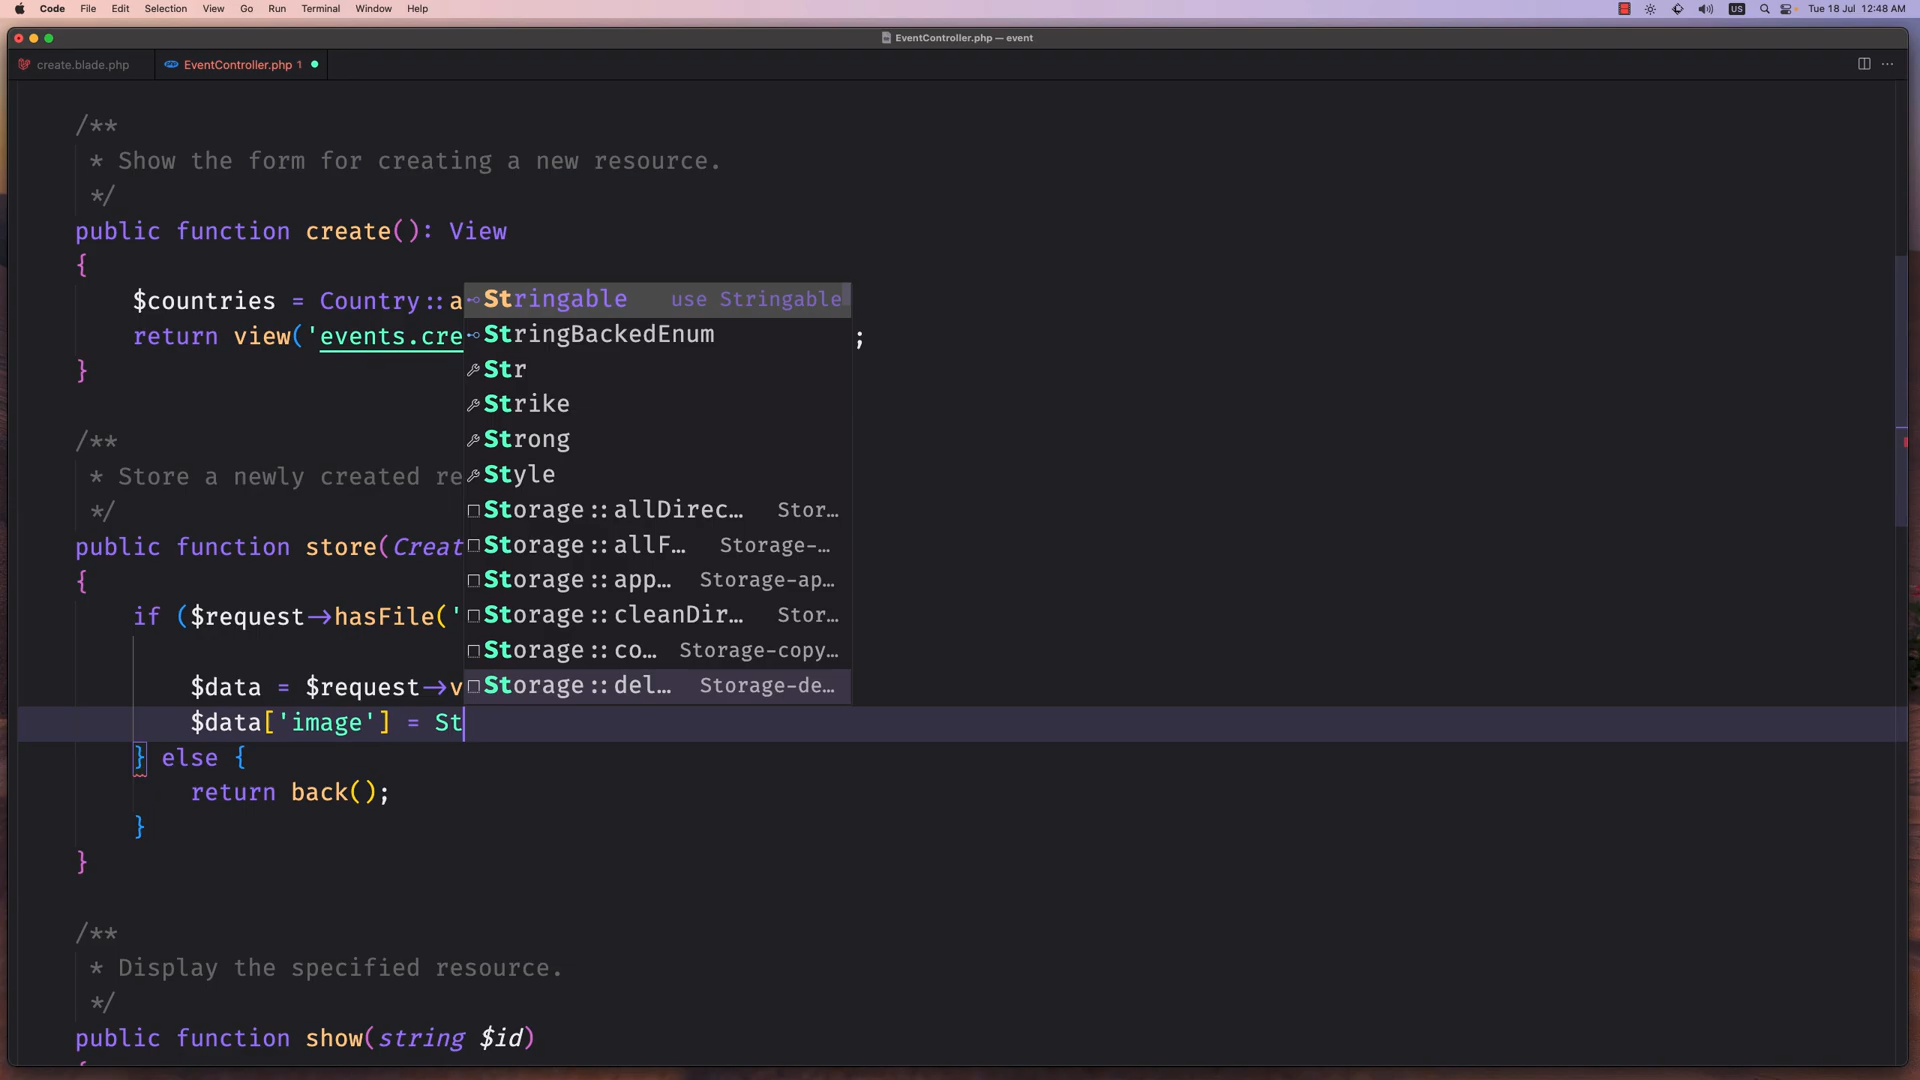 Code File Edit Selection View Go Run Terminal Window Help US Tue 18 Jul 12:48 AM
EventController.php — event
create.blade.php EventController.php 1
/**
* Show the form for creating a new resource.
*/
public function create(): View
{
$countries = Country::a
return view('events.cre ;
}
/**
* Store a newly created re
*/
public function store(Creat
{
if ($request->hasFile('
$data = $request->v
$data['image'] = St
} else {
return back();
}
}
/**
* Display the specified resource.
*/
public function show(string $id)
{
Stringable use Stringable
StringBackedEnum
Str
Strike
Strong
Style
Storage::allDirec… Stor…
Storage::allF… Storage-…
Storage::app… Storage-ap…
Storage::cleanDir… Stor…
Storage::co… Storage-copy…
Storage::del… Storage-de…